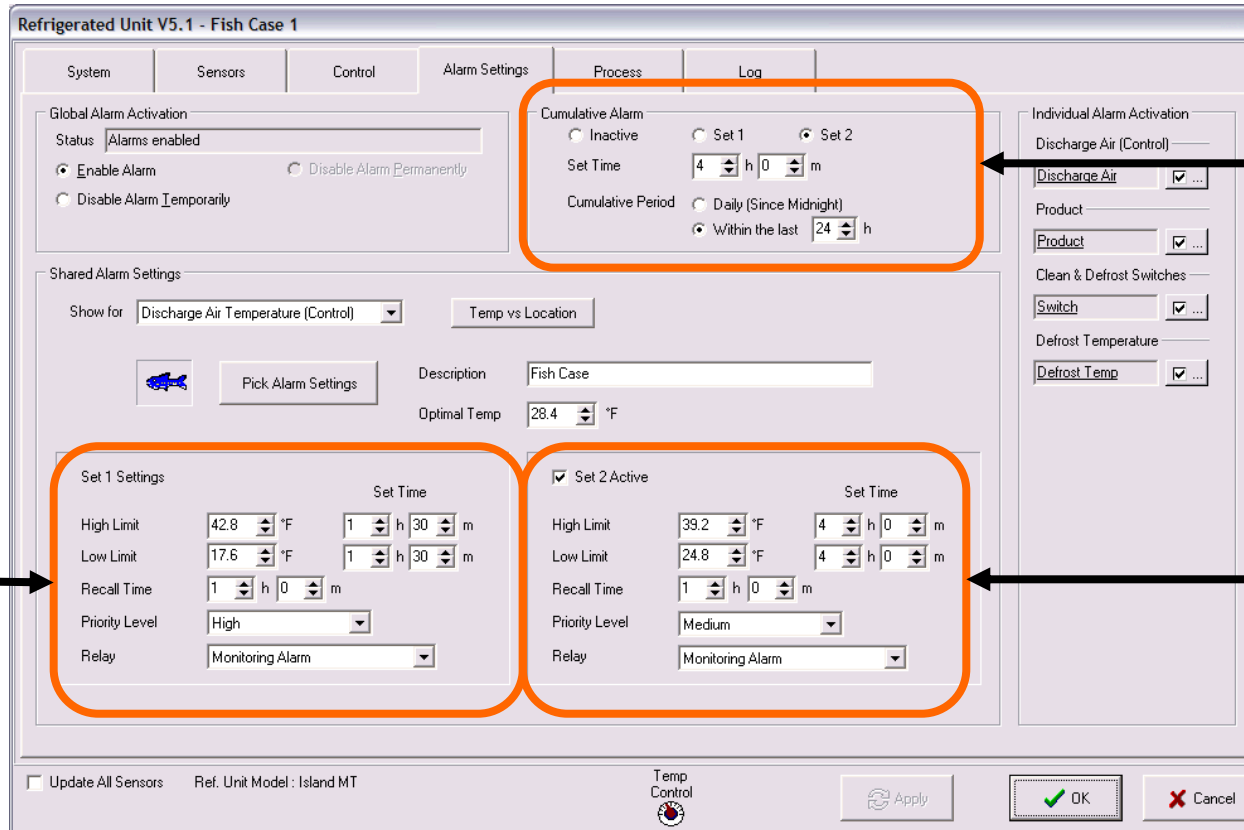 Refrigerated Unit V5.1 - Fish Case 1
System Sensors Control Alarm Settings Process Log
Global Alarm Activation
Status Alarms enabled
Enable Alarm Disable Alarm Permanently
Disable Alarm Temporarily
Cumulative Alarm
Inactive Set 1 Set 2
Set Time 4 h 0 m
Cumulative Period Daily (Since Midnight)
Within the last 24 h
Individual Alarm Activation
Discharge Air (Control)
Discharge Air ...
Product
Product ...
Clean & Defrost Switches
Switch ...
Defrost Temperature
Defrost Temp ...
Shared Alarm Settings
Show for Discharge Air Temperature (Control) Temp vs Location
Pick Alarm Settings Description Fish Case
Optimal Temp 28.4 °F
Set 1 Settings
Set Time
High Limit 42.8 °F 1 h 30 m
Low Limit 17.6 °F 1 h 30 m
Recall Time 1 h 0 m
Priority Level High
Relay Monitoring Alarm
Set 2 Active
Set Time
High Limit 39.2 °F 4 h 0 m
Low Limit 24.8 °F 4 h 0 m
Recall Time 1 h 0 m
Priority Level Medium
Relay Monitoring Alarm
Update All Sensors Ref. Unit Model : Island MT
Temp
Control
Apply OK Cancel